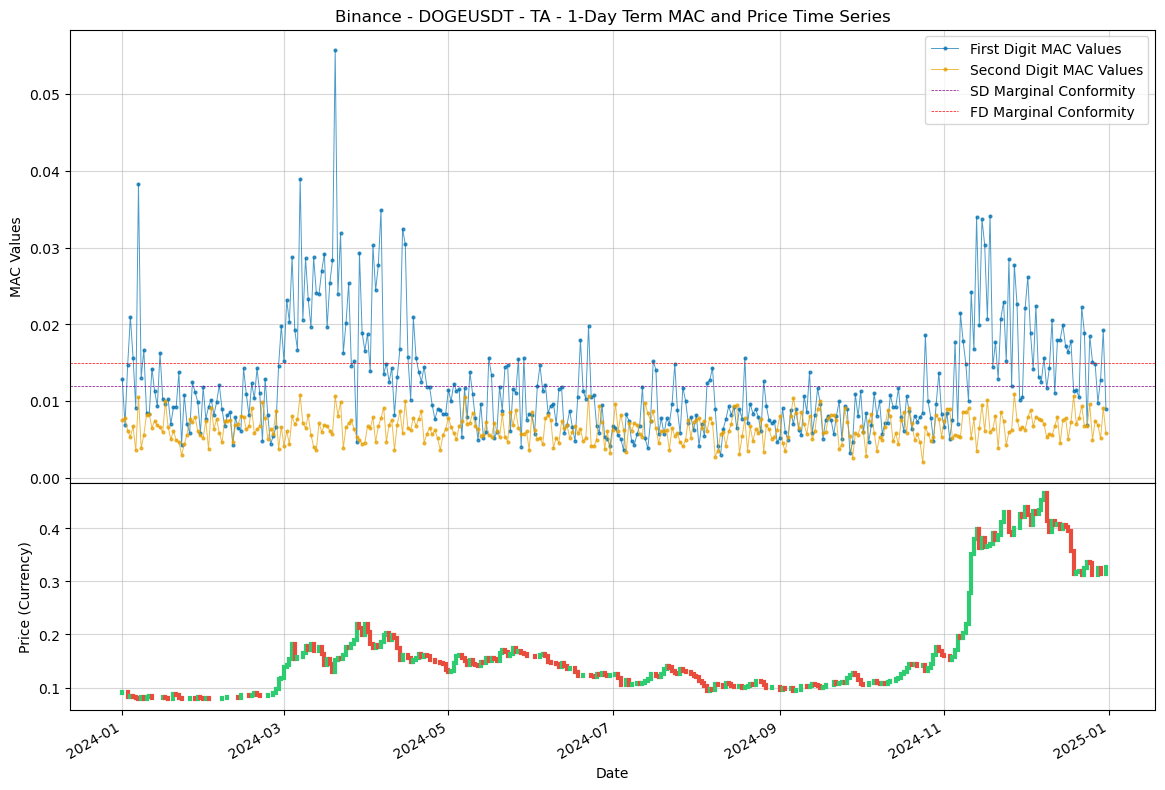 Binance - DOGEUSDT - TA - 1-Day Term MAC and Price Time Series
First Digit MAC Values
Second Digit MAC Values
SD Marginal Conformity
FD Marginal Conformity
MAC Values
0.05
0.04
0.03
0.02
0.01
0.00
Price (Currency)
0.4
0.3
0.2
0.1
2024-01
2024-03
2024-05
2024-07
2024-09
2024-11
2025-01
Date